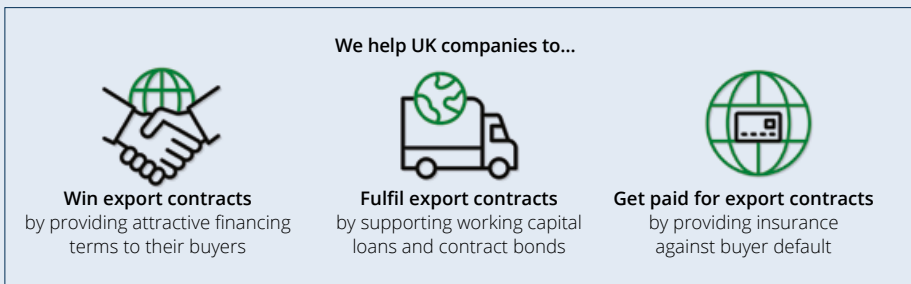 We help UK companies to...
Win export contracts
by providing attractive financing
terms to their buyers
Fulfil export contracts
by supporting working capital
loans and contract bonds
Get paid for export contracts
by providing insurance
against buyer default